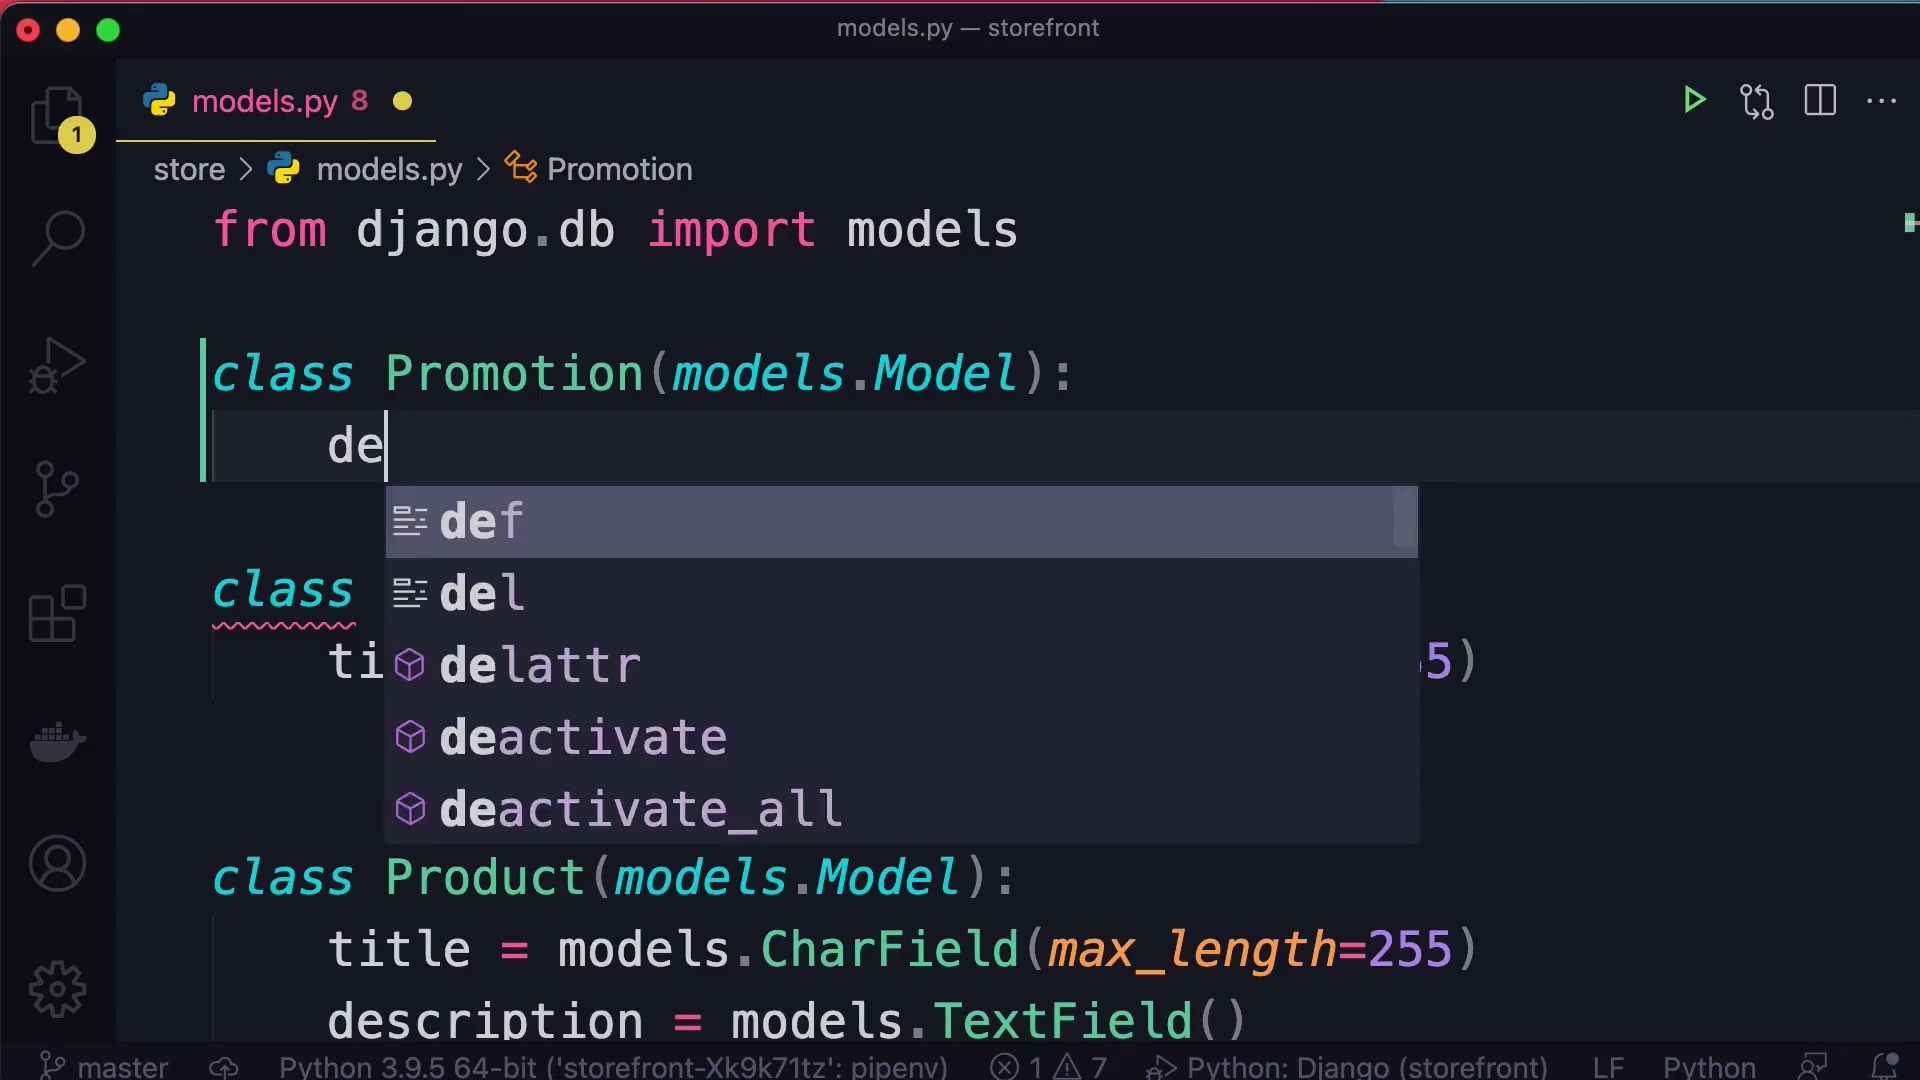 models.py — storefront
models.py 8
1
store > models.py > Promotion
from django.db import models
class Promotion(models.Model):
de
def
class
del
ti
delattr
5)
deactivate
deactivate_all
class Product(models.Model):
title = models.CharField(max_length=255)
description = models.TextField()
master
Python 3.9.5 64-bit ('storefront-Xk9k71tz': pipenv)
1
7
Python: Django (storefront)
LF
Python